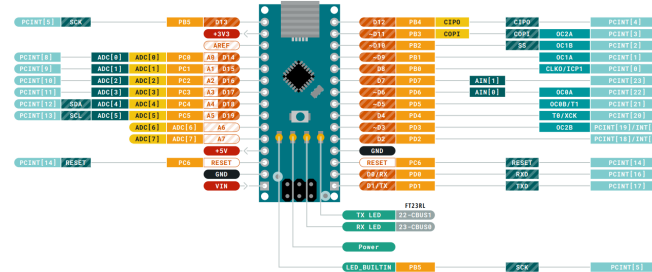 PCINT[5] SCK PB5 D13 ~D12 PB4 CIPO CIPO PCINT[4]
+3V3 ~D11 PB3 COPI COPI OC2A PCINT[3]
AREF ~D10 PB2 SS OC1B PCINT[2]
PCINT[8] ADC[0] ADC[0] PC0 A0 D14 ~D9 PB1 OC1A PCINT[1]
PCINT[9] ADC[1] ADC[1] PC1 A1 D15 D8 PB0 CLKO/ICP1 PCINT[0]
PCINT[10] ADC[2] ADC[2] PC2 A2 D16 D7 PD7 AIN[1] PCINT[23]
PCINT[11] ADC[3] ADC[3] PC3 A3 D17 ~D6 PD6 AIN[0] OC0A PCINT[22]
PCINT[12] SDA ADC[4] ADC[4] PC4 A4 D18 ~D5 PD5 OC0B/T1 PCINT[21]
PCINT[13] SCL ADC[5] ADC[5] PC5 A5 D19 D4 PD4 T0/XCK PCINT[20]
ADC[6] ADC[6] A6 ~D3 PD3 OC2B PCINT[19]/INT]
ADC[7] ADC[7] A7 D2 PD2 PCINT[18]/INT]
+5V GND
PCINT[14] RESET PC6 RESET RESET PC6 RESET PCINT[14]
GND D0/RX PD0 RXD PCINT[16]
VIN D1/TX PD1 TXD PCINT[17]
FT23RL
TX LED 22-CBUS1
RX LED 23-CBUS0
Power
LED_BUILTIN PB5 SCK PCINT[5]